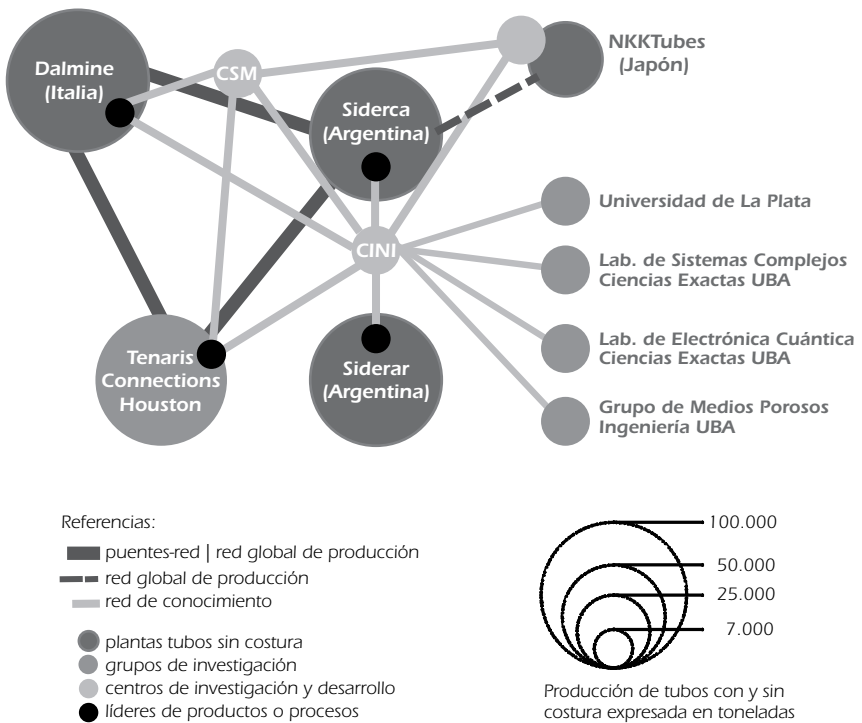 Dalmine
(Italia)
CSM
Siderca
(Argentina)
NKKTubes
(Japón)
Universidad de La Plata
CINI
Lab. de Sistemas Complejos
Ciencias Exactas UBA
Lab. de Electrónica Cuántica
Ciencias Exactas UBA
Tenaris
Connections
Houston
Siderar
(Argentina)
Grupo de Medios Porosos
Ingeniería UBA
Referencias:
puentes-red | red global de producción
red global de producción
red de conocimiento
plantas tubos sin costura
grupos de investigación
centros de investigación y desarrollo
líderes de productos o procesos
100.000
50.000
25.000
7.000
Producción de tubos con y sin
costura expresada en toneladas